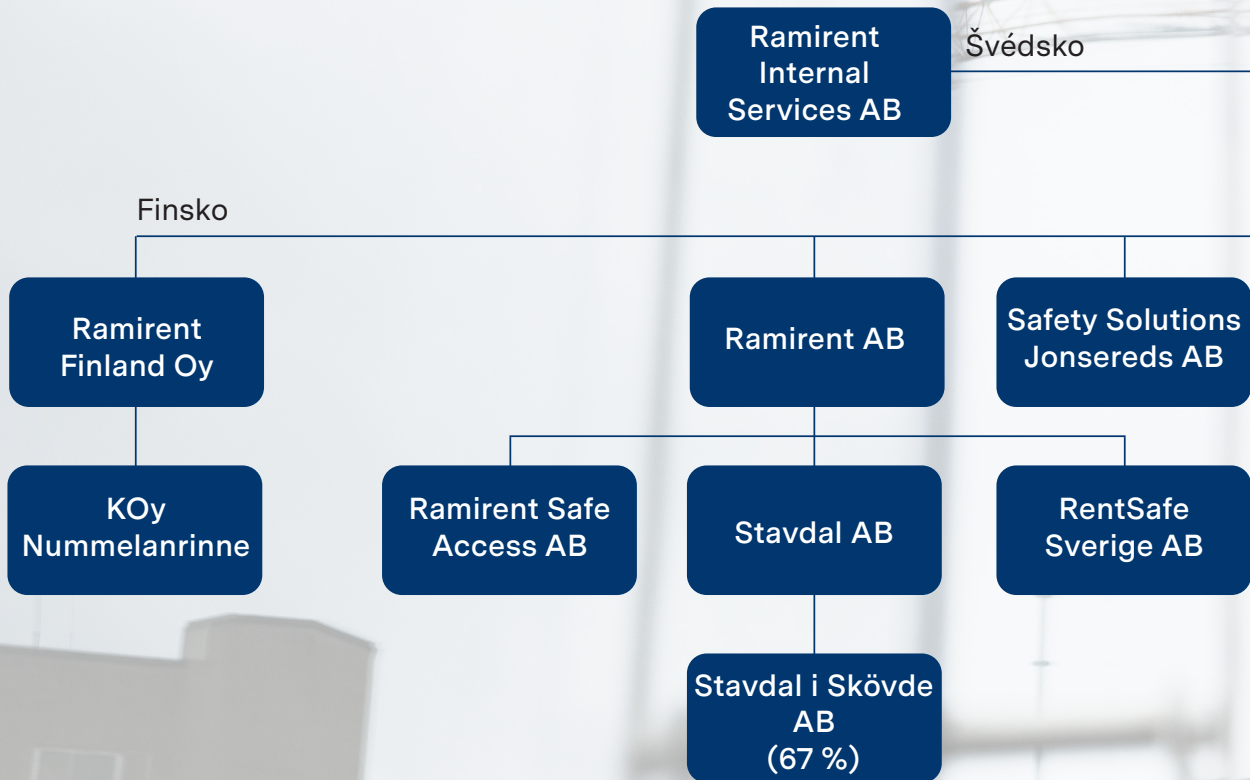 Ramirent
Internal
Services AB
Švédsko
Finsko
Ramirent
Finland Oy
Ramirent AB
Safety Solutions
Jonsereds AB
KOy
Nummelanrinne
Ramirent Safe
Access AB
Stavdal AB
RentSafe
Sverige AB
Stavdal i Skövde
AB
(67 %)